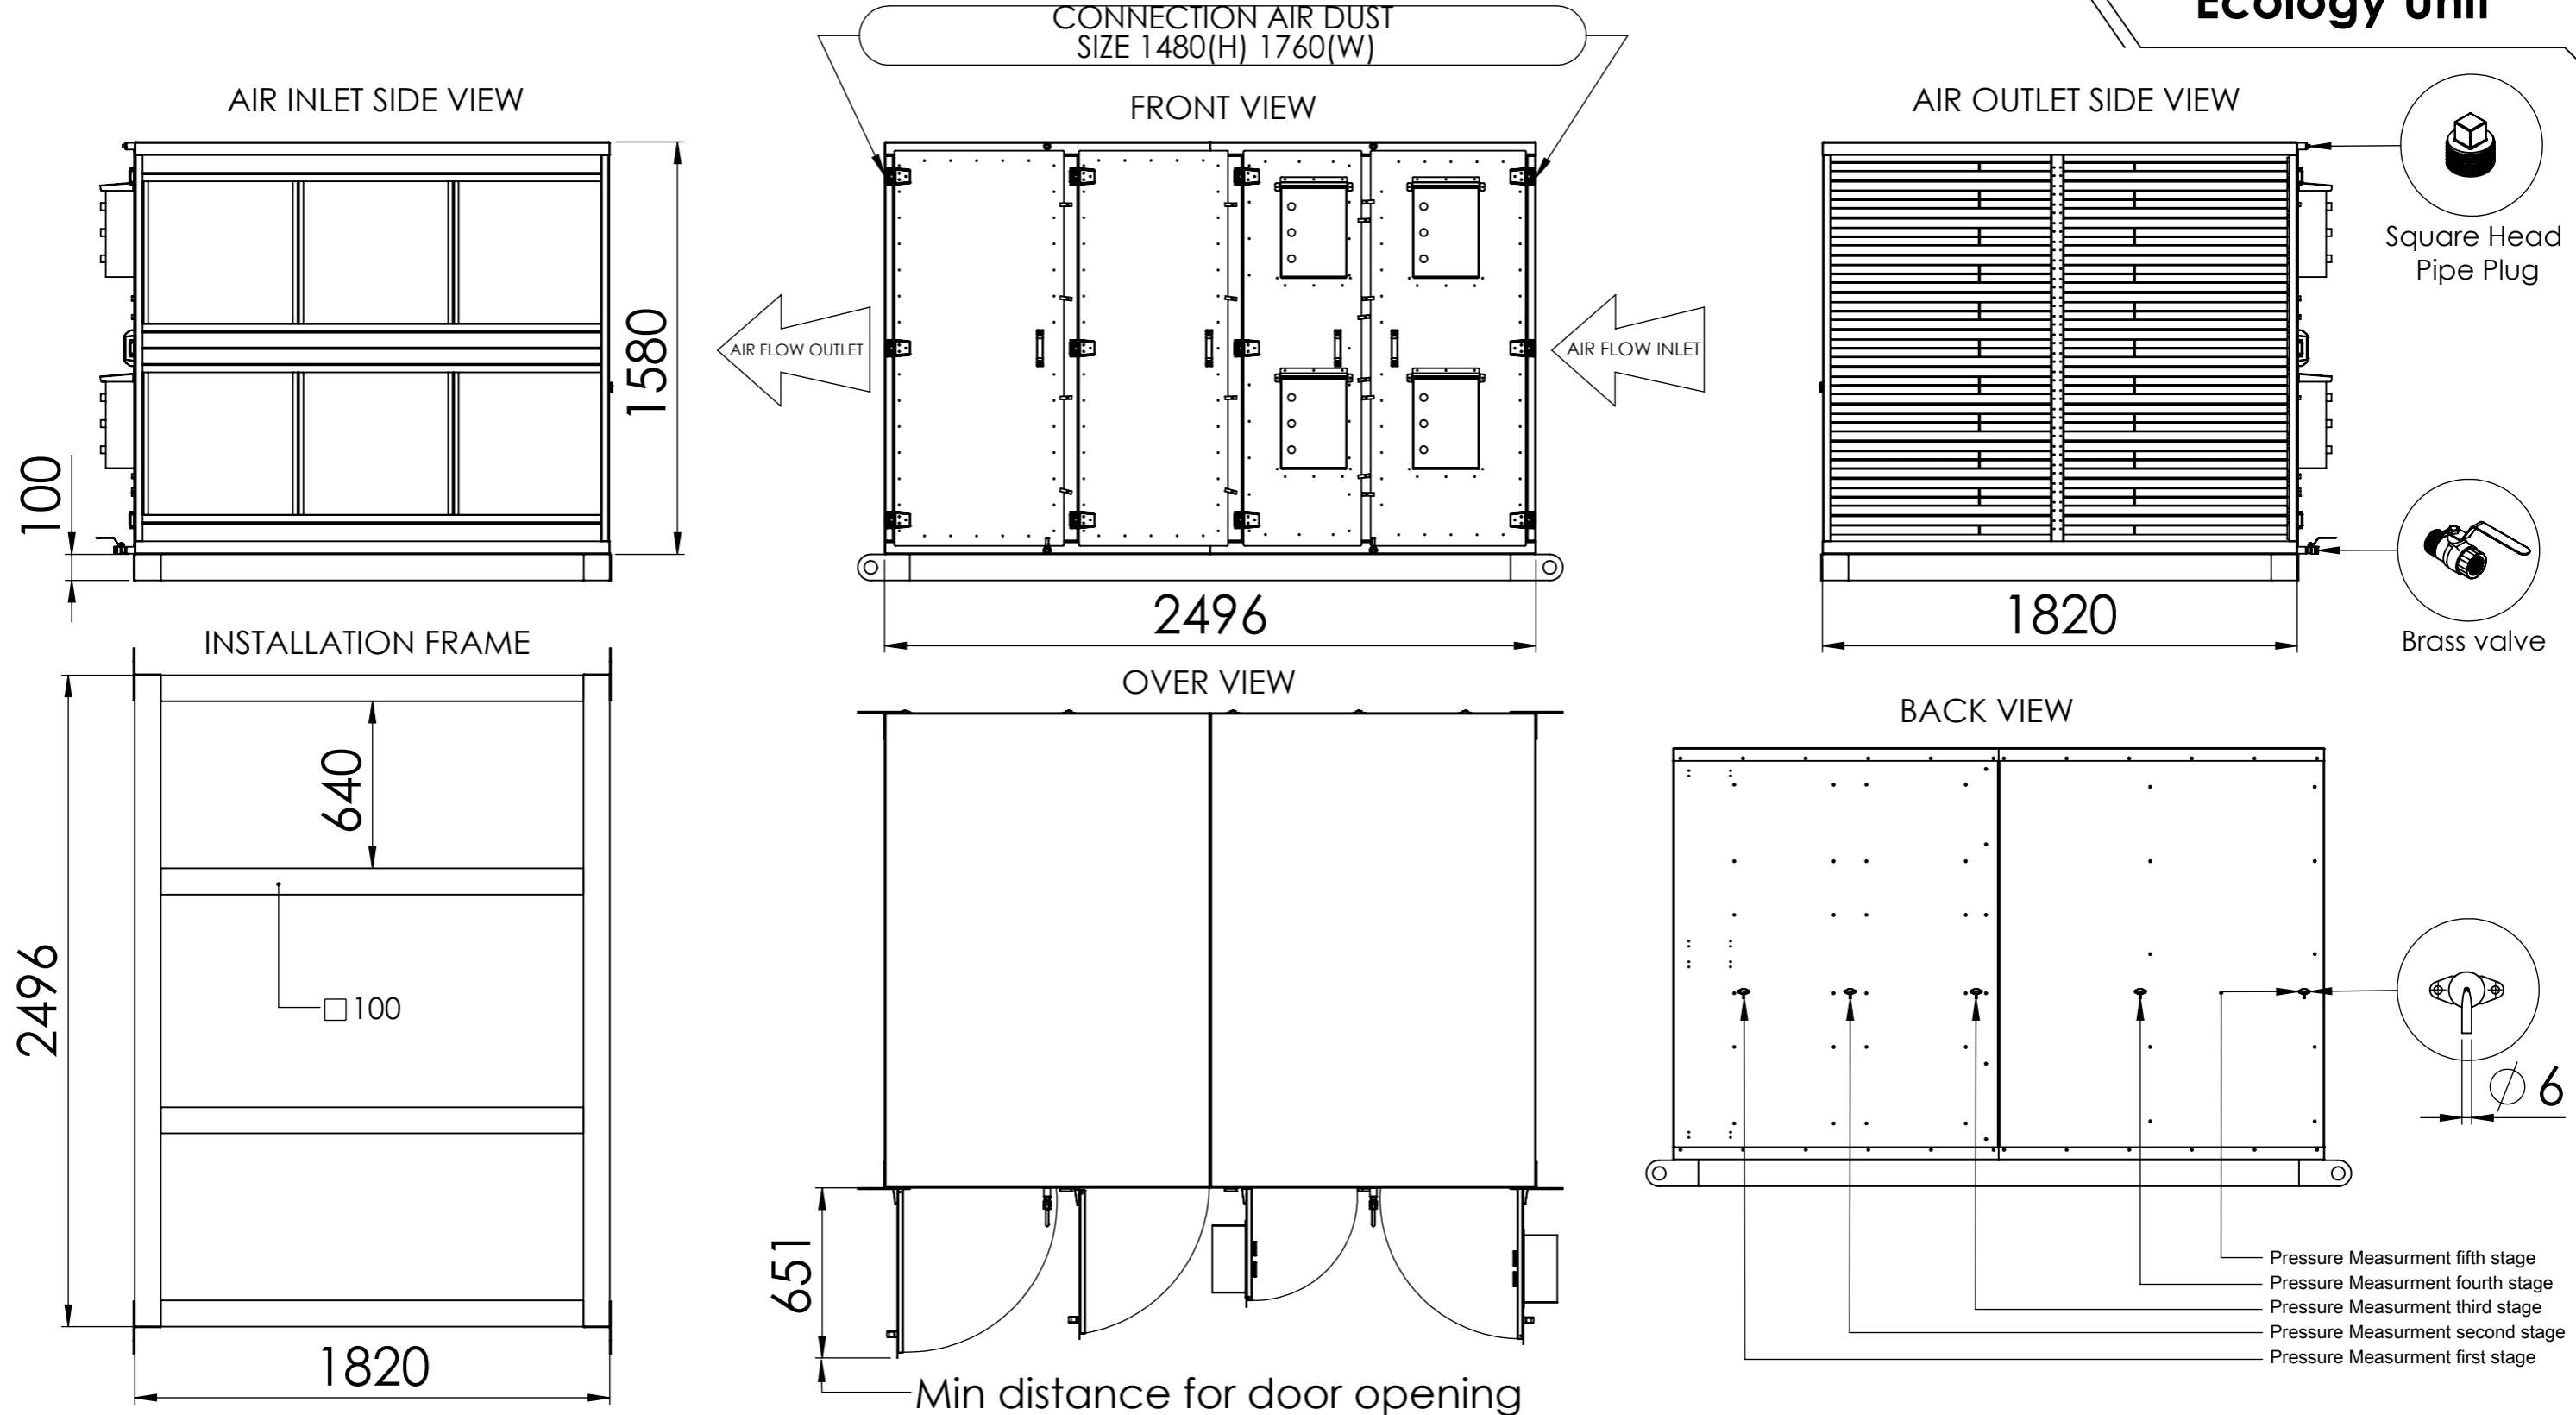 Ecology Unit
CONNECTION AIR DUST
SIZE 1480(H) 1760(W)
AIR INLET SIDE VIEW
FRONT VIEW
AIR OUTLET SIDE VIEW
Square Head
Pipe Plug
AIR FLOW OUTLET
AIR FLOW INLET
1580
100
2496
1820
Brass valve
INSTALLATION FRAME
OVER VIEW
BACK VIEW
640
□ 100
2496
1820
651
Min distance for door opening
∅ 6
Pressure Measurment fifth stage
Pressure Measurment fourth stage
Pressure Measurment third stage
Pressure Measurment second stage
Pressure Measurment first stage